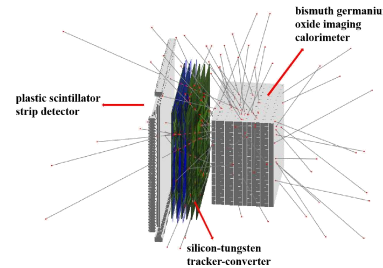 bismuth germaniu
oxide imaging
calorimeter
plastic scintillator
strip detector
silicon-tungsten
tracker-converter